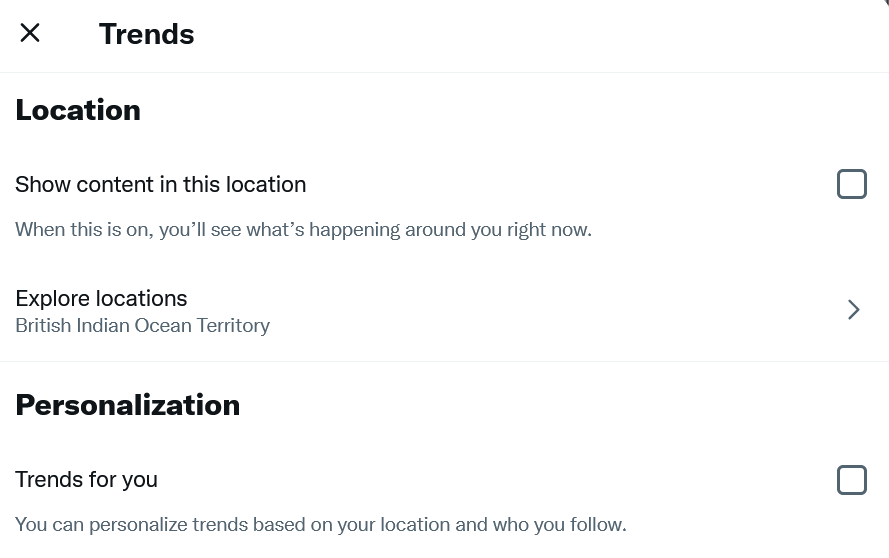 Trends
Location
Show content in this location
When this is on, you’ll see what’s happening around you right now.
Explore locations
British Indian Ocean Territory
Personalization
Trends for you
You can personalize trends based on your location and who you follow.